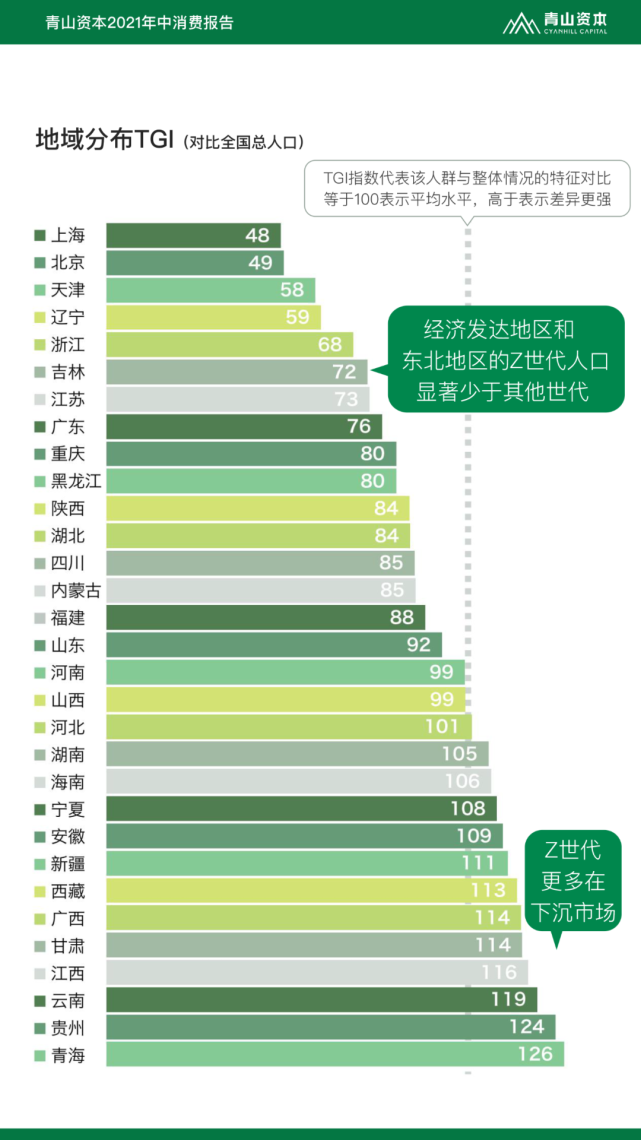 青山资本2021年中消费报告
青山资本
CYANHILL CAPITAL
地域分布TGI（对比全国总人口）
TGI指数代表该人群与整体情况的特征对比
等于100表示平均水平，高于表示差异更强
上海 48
北京 49
天津 58
辽宁 59
浙江 68
吉林 72
江苏 73
广东 76
重庆 80
黑龙江 80
陕西 84
湖北 84
四川 85
内蒙古 85
福建 88
山东 92
河南 99
山西 99
河北 101
湖南 105
海南 106
宁夏 108
安徽 109
新疆 111
西藏 113
广西 114
甘肃 114
江西 116
云南 119
贵州 124
青海 126
经济发达地区和
东北地区的Z世代人口
显著少于其他世代
Z世代
更多在
下沉市场